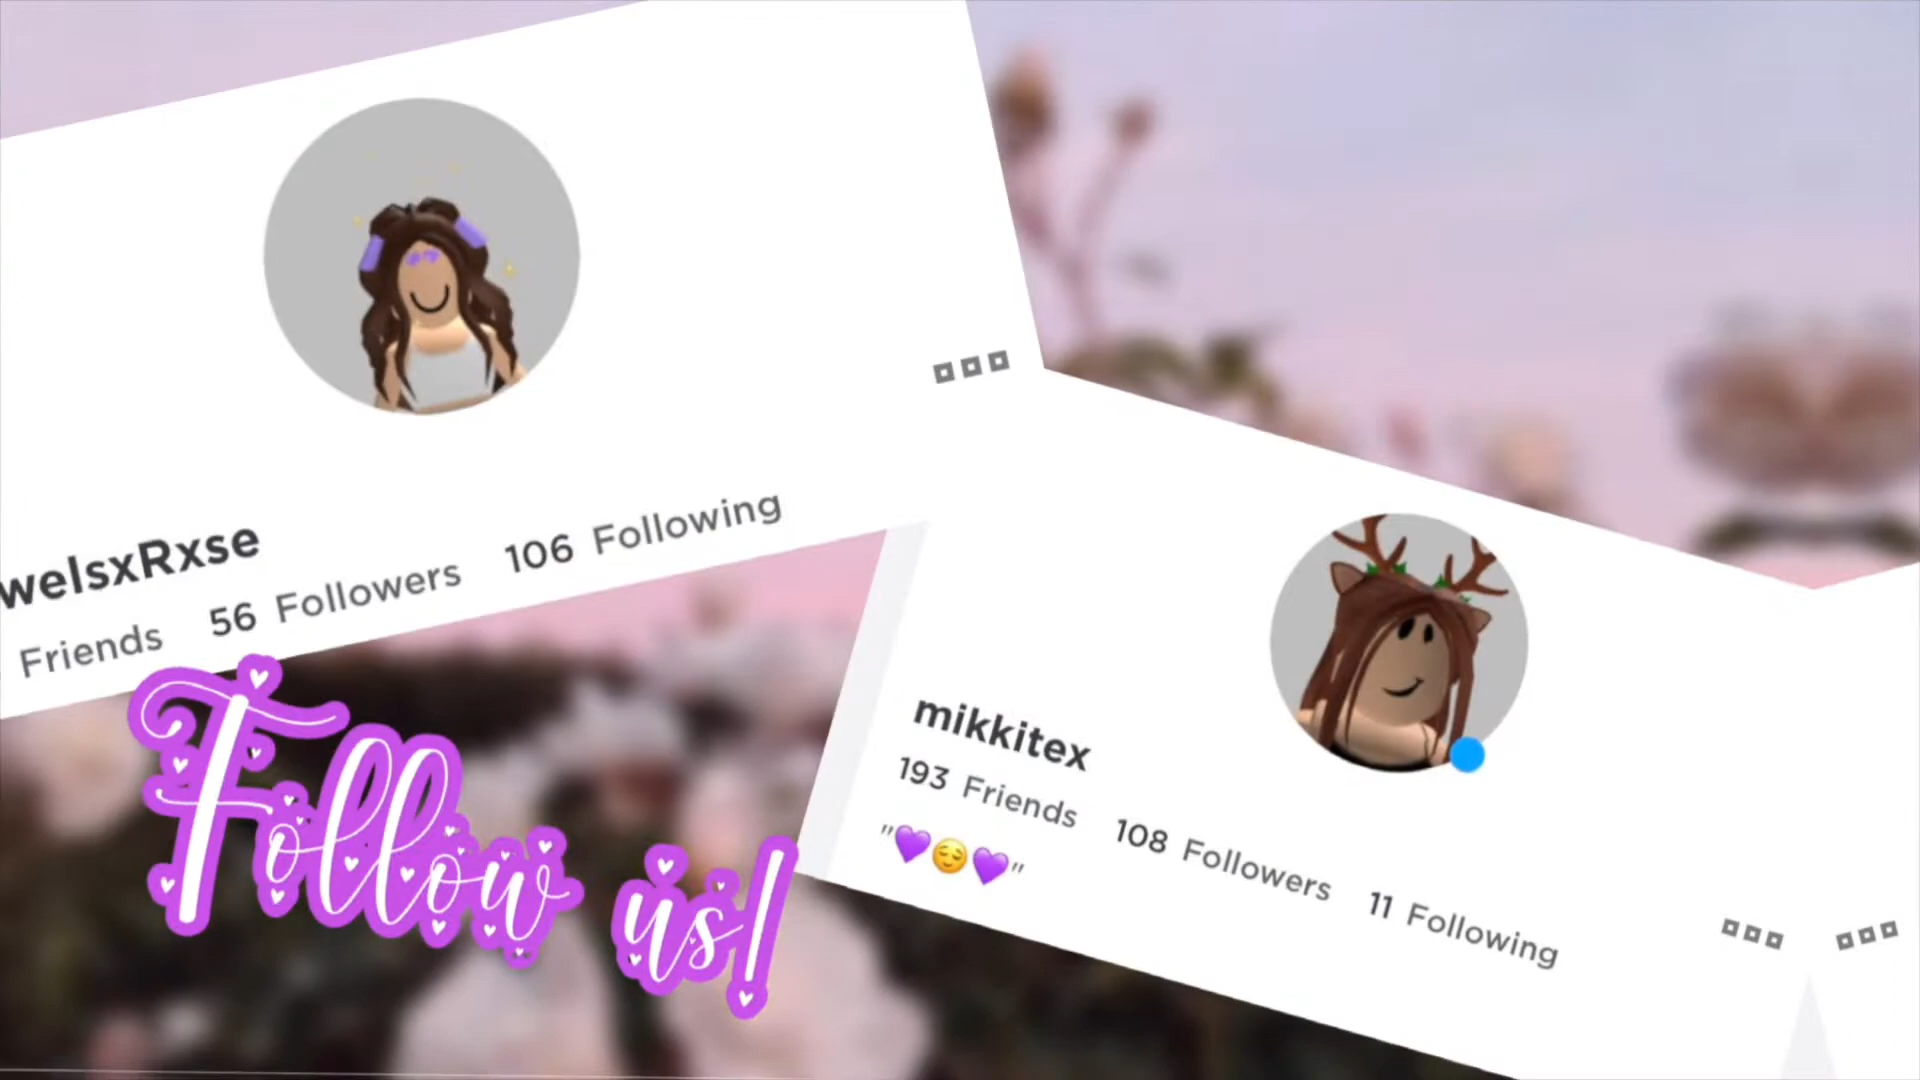 welsxRxse
Friends 56 Followers 106 Following
Follow us!
mikkitex
193 Friends 108 Followers 11 Following
"💜😌💜"